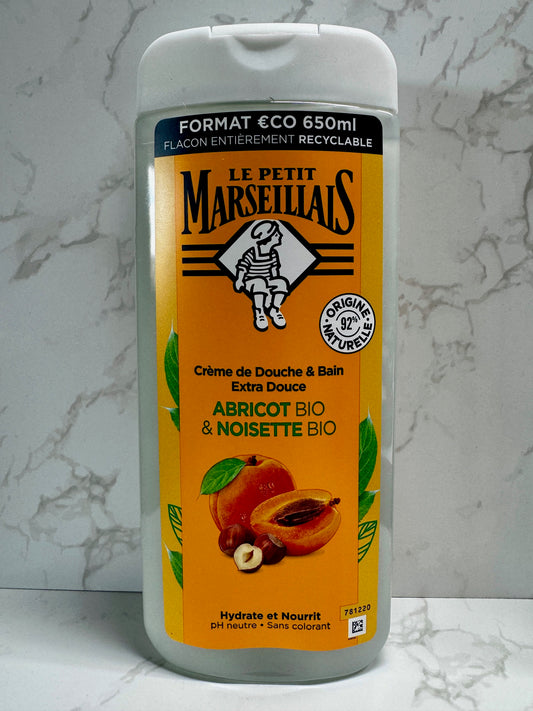 FORMAT €CO 650ml
FLACON ENTIÈREMENT RECYCLABLE
LE PETIT
MARSEILLAIS
ORIGINE
92%
NATURELLE
Crème de Douche & Bain
Extra Douce
ABRICOT BIO
& NOISETTE BIO
Hydrate et Nourrit
pH neutre • Sans colorant
781220